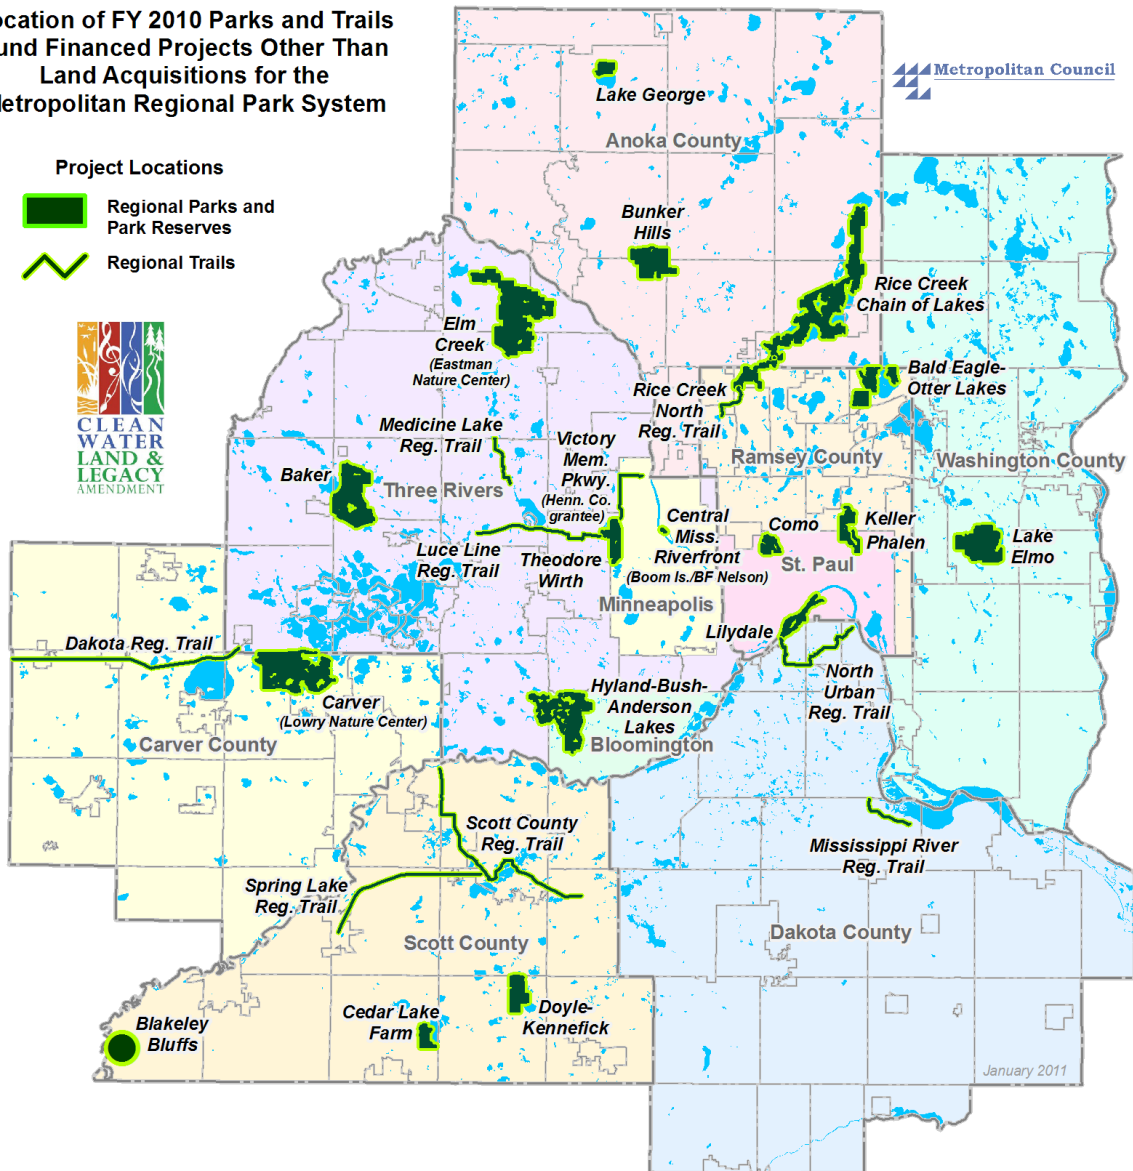 ocation of FY 2010 Parks and Trails
und Financed Projects Other Than
Land Acquisitions for the
etropolitan Regional Park System
Metropolitan Council
Project Locations
Regional Parks and
Park Reserves
Regional Trails
CLEAN
WATER
LAND &
LEGACY
AMENDMENT
Lake George
Anoka County
Bunker
Hills
Rice Creek
Chain of Lakes
Elm
Creek
(Eastman
Nature Center)
Bald Eagle-
Otter Lakes
Rice Creek
North
Reg. Trail
Medicine Lake
Reg. Trail
Victory
Mem.
Pkwy.
(Henn. Co.
grantee)
Ramsey County
Washington County
Baker
Three Rivers
Central
Miss.
Riverfront
(Boom Is./BF Nelson)
Como
Keller
Phalen
Lake
Elmo
Luce Line
Reg. Trail
Theodore
Wirth
St. Paul
Minneapolis
Lilydale
Dakota Reg. Trail
North
Urban
Reg. Trail
Carver
(Lowry Nature Center)
Hyland-Bush-
Anderson
Lakes
Bloomington
Carver County
Scott County
Reg. Trail
Mississippi River
Reg. Trail
Spring Lake
Reg. Trail
Scott County
Dakota County
Blakeley
Bluffs
Cedar Lake
Farm
Doyle-
Kennefick
January 2011